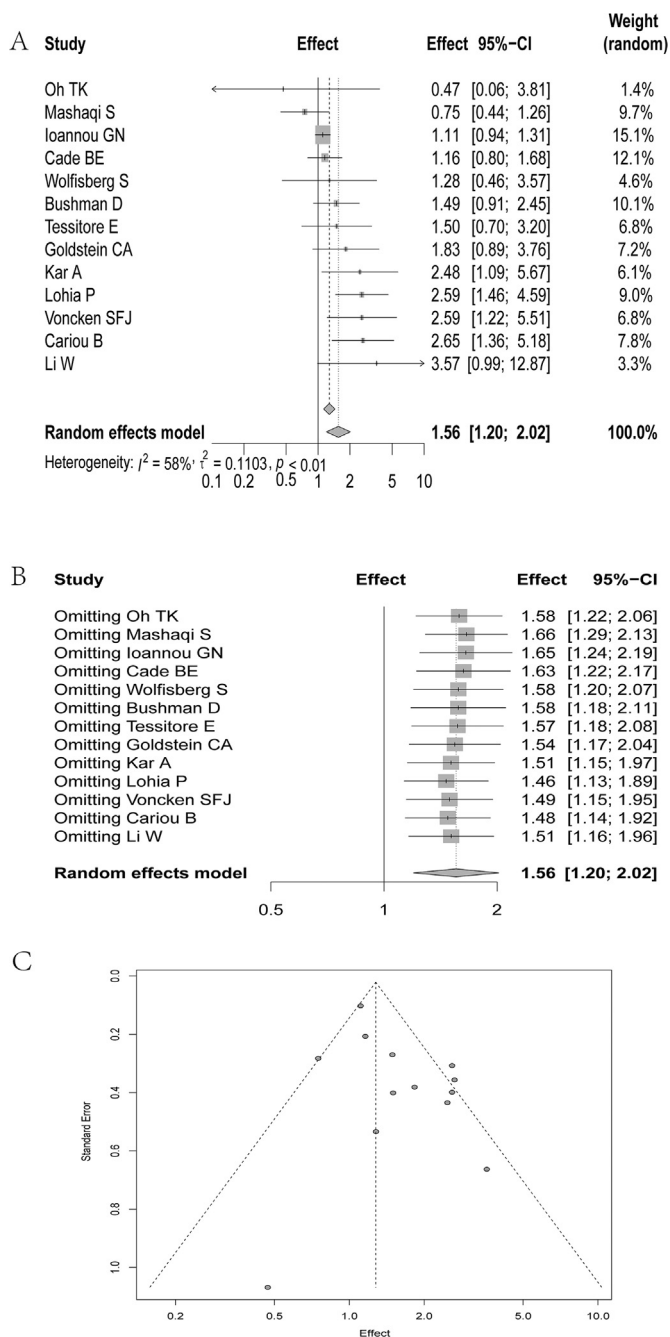 A
Study Effect Effect 95%−CI Weight (random)
Oh TK 0.47 [0.06; 3.81] 1.4%
Mashaqi S 0.75 [0.44; 1.26] 9.7%
Ioannou GN 1.11 [0.94; 1.31] 15.1%
Cade BE 1.16 [0.80; 1.68] 12.1%
Wolfisberg S 1.28 [0.46; 3.57] 4.6%
Bushman D 1.49 [0.91; 2.45] 10.1%
Tessitore E 1.50 [0.70; 3.20] 6.8%
Goldstein CA 1.83 [0.89; 3.76] 7.2%
Kar A 2.48 [1.09; 5.67] 6.1%
Lohia P 2.59 [1.46; 4.59] 9.0%
Voncken SFJ 2.59 [1.22; 5.51] 6.8%
Cariou B 2.65 [1.36; 5.18] 7.8%
Li W 3.57 [0.99; 12.87] 3.3%
Random effects model 1.56 [1.20; 2.02] 100.0%
Heterogeneity: I² = 58%, τ² = 0.1103, p < 0.01
0.1 0.2 0.5 1 2 5 10
B
Study Effect Effect 95%−CI
Omitting Oh TK 1.58 [1.22; 2.06]
Omitting Mashaqi S 1.66 [1.29; 2.13]
Omitting Ioannou GN 1.65 [1.24; 2.19]
Omitting Cade BE 1.63 [1.22; 2.17]
Omitting Wolfisberg S 1.58 [1.20; 2.07]
Omitting Bushman D 1.58 [1.18; 2.11]
Omitting Tessitore E 1.57 [1.18; 2.08]
Omitting Goldstein CA 1.54 [1.17; 2.04]
Omitting Kar A 1.51 [1.15; 1.97]
Omitting Lohia P 1.46 [1.13; 1.89]
Omitting Voncken SFJ 1.49 [1.15; 1.95]
Omitting Cariou B 1.48 [1.14; 1.92]
Omitting Li W 1.51 [1.16; 1.96]
Random effects model 1.56 [1.20; 2.02]
0.5 1 2
C
0.0
0.2
0.4
0.6
0.8
1.0
Standard Error
0.2 0.5 1.0 2.0 5.0 10.0
Effect